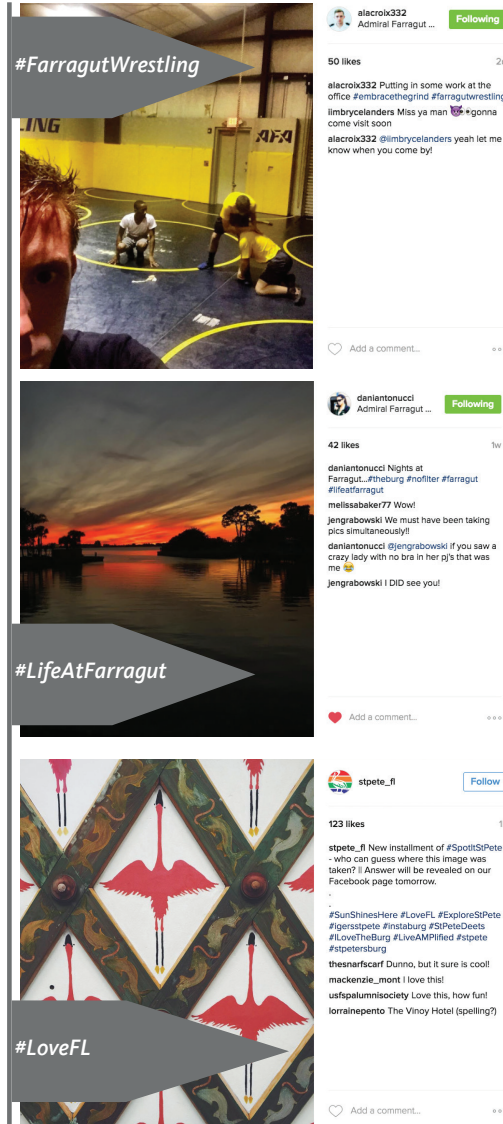 #FarragutWrestling
LING
AFA
alacroix332
Admiral Farragut ...
Following
50 likes
alacroix332 Putting in some work at the
office #embracethegrind #farragutwrestling
limbrycelanders Miss ya man 😈👀gonna
come visit soon
alacroix332 @limbrycelanders yeah let me
know when you come by!
Add a comment...
#LifeAtFarragut
daniantonucci
Admiral Farragut ...
Following
42 likes 1w
daniantonucci Nights at
Farragut...#theburg #nofilter #farragut
#lifeatfarragut
melissabaker77 Wow!
jengrabowski We must have been taking
pics simultaneously!!
daniantonucci @jengrabowski if you saw a
crazy lady with no bra in her pj's that was
me 😂
jengrabowski I DID see you!
Add a comment...
#LoveFL
stpete_fl
Follow
123 likes
stpete_fl New installment of #SpotItStPete
- who can guess where this image was
taken? || Answer will be revealed on our
Facebook page tomorrow.
.
.
#SunShinesHere #LoveFL #ExploreStPete
#igersstpete #instaburg #StPeteDeets
#ILoveTheBurg #LiveAMPlified #stpete
#stpetersburg
thesnarfscarf Dunno, but it sure is cool!
mackenzie_mont I love this!
usfspalumnisociety Love this, how fun!
lorrainepento The Vinoy Hotel (spelling?)
Add a comment...